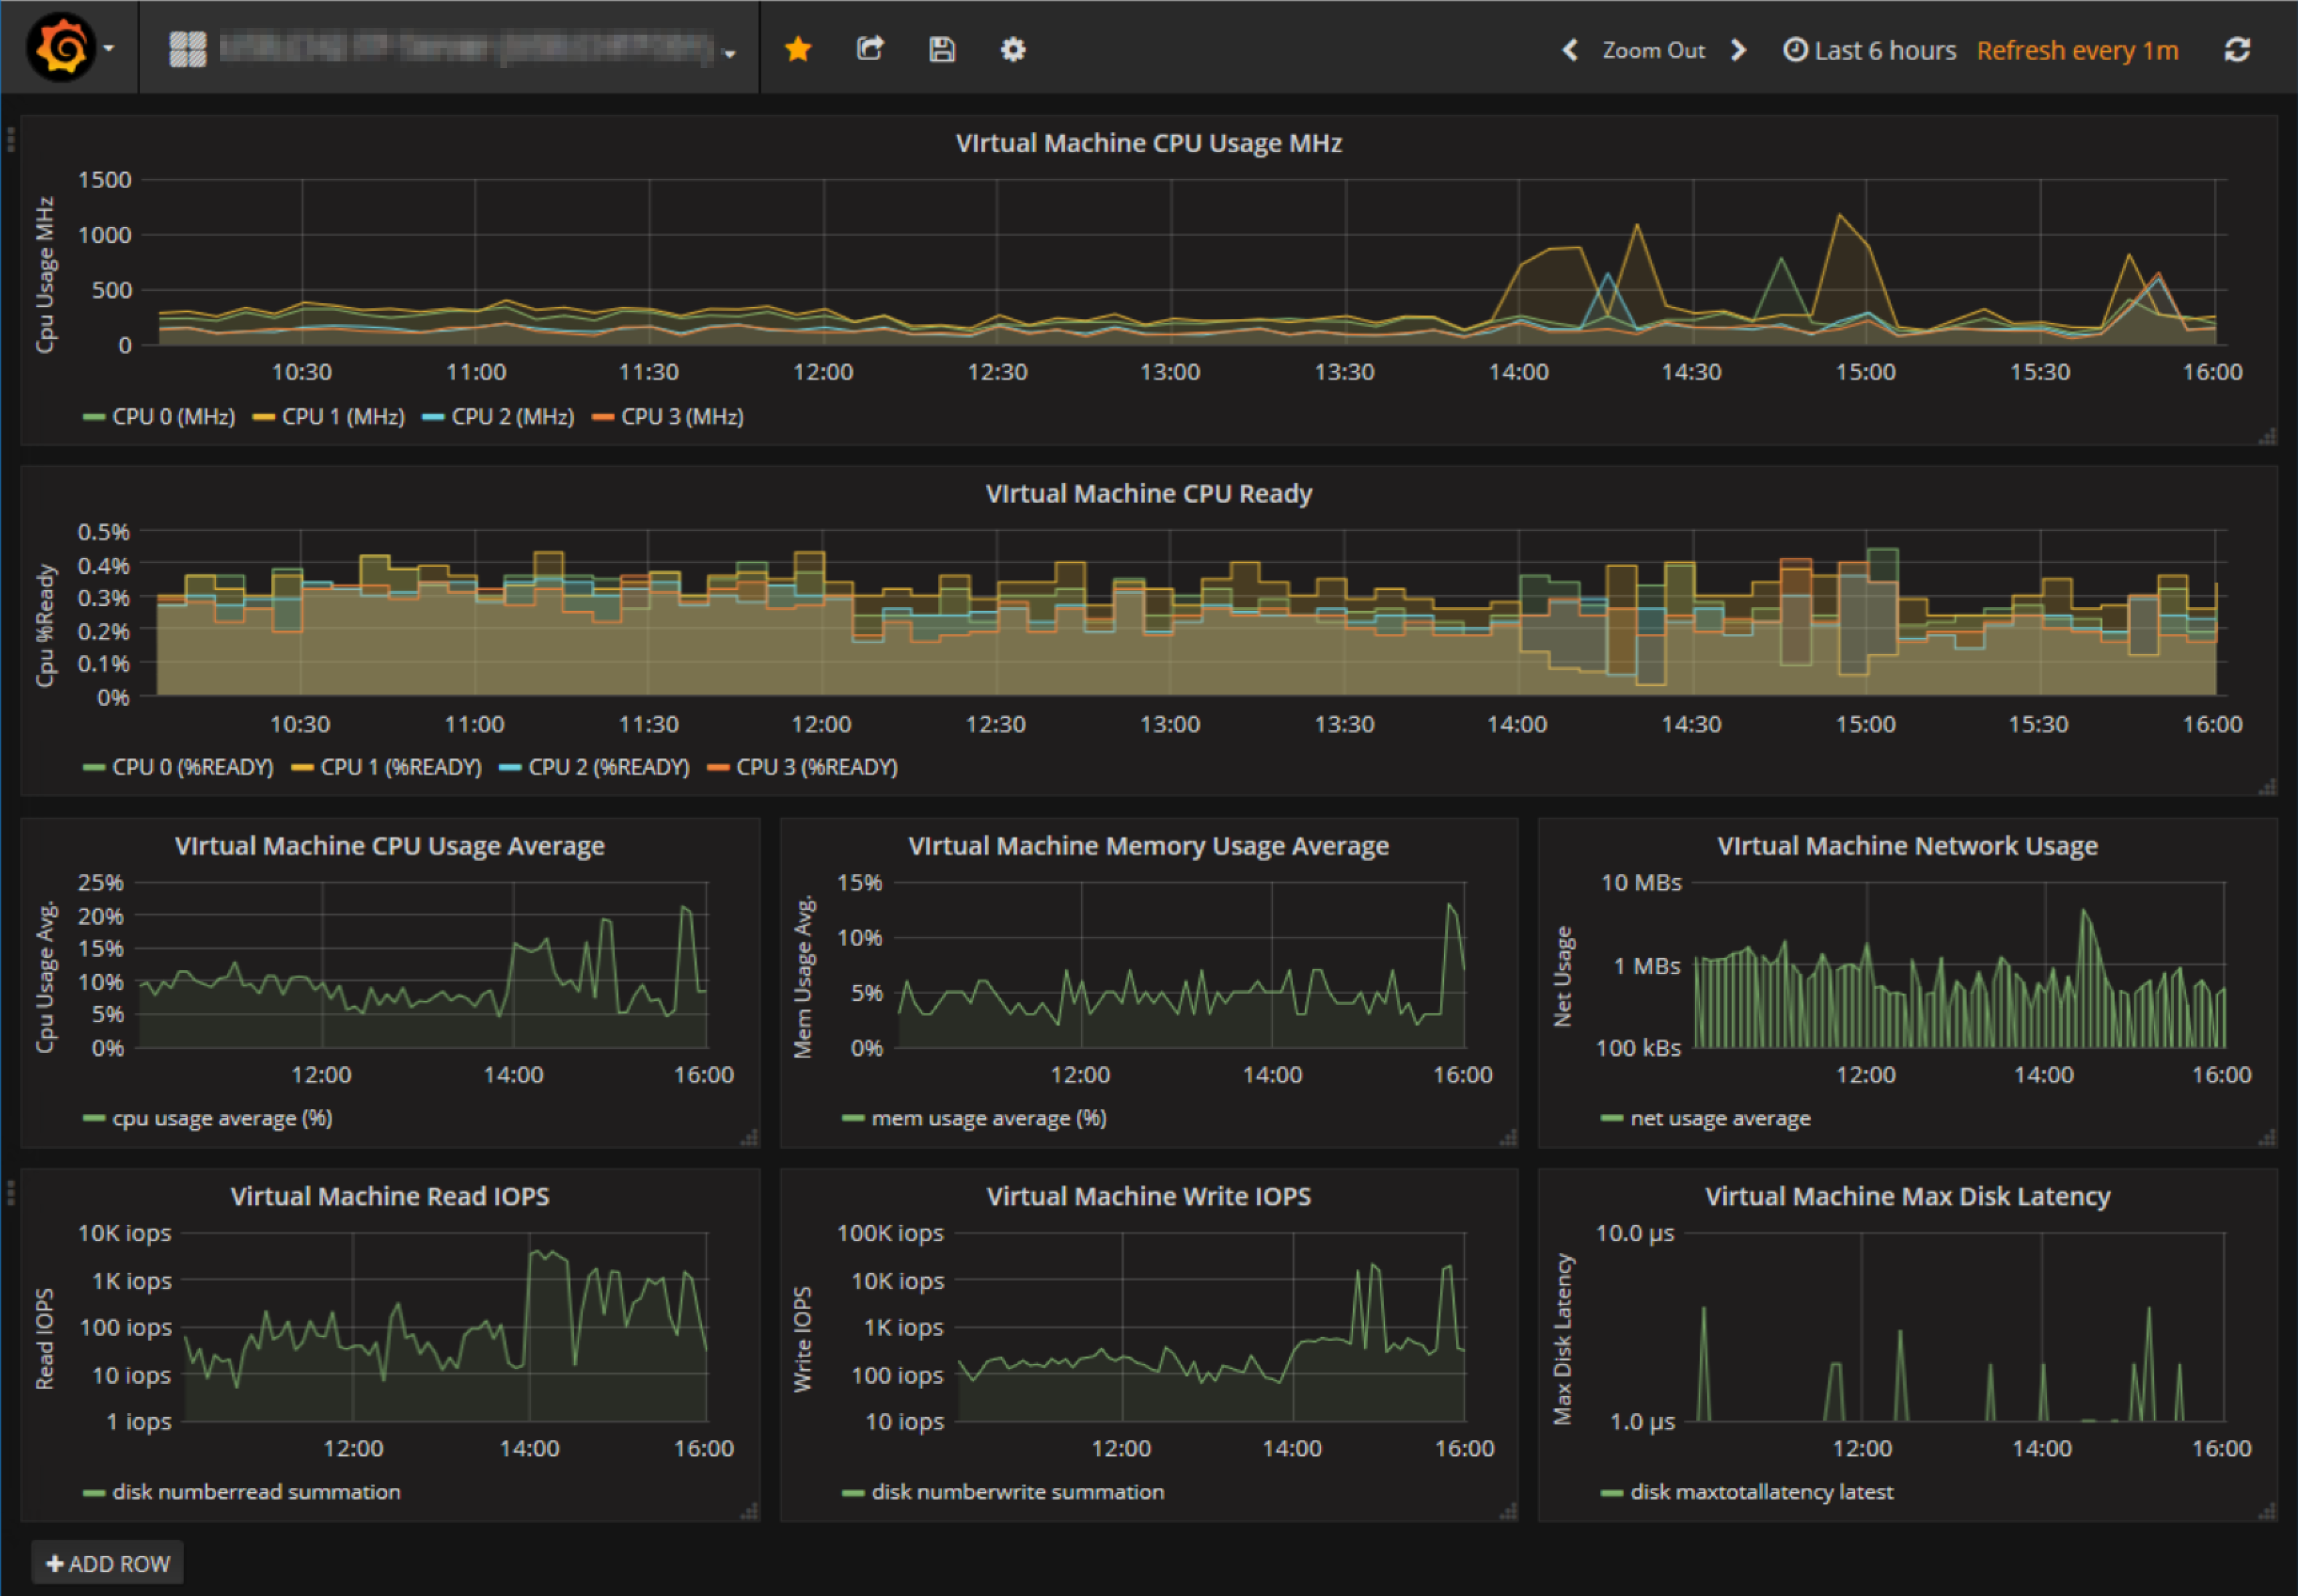 Zoom Out Last 6 hours Refresh every 1m
VIrtual Machine CPU Usage MHz
Cpu Usage MHz
1500
1000
500
0
10:30 11:00 11:30 12:00 12:30 13:00 13:30 14:00 14:30 15:00 15:30 16:00
CPU 0 (MHz) CPU 1 (MHz) CPU 2 (MHz) CPU 3 (MHz)
VIrtual Machine CPU Ready
Cpu %Ready
0.5%
0.4%
0.3%
0.2%
0.1%
0%
10:30 11:00 11:30 12:00 12:30 13:00 13:30 14:00 14:30 15:00 15:30 16:00
CPU 0 (%READY) CPU 1 (%READY) CPU 2 (%READY) CPU 3 (%READY)
VIrtual Machine CPU Usage Average
Cpu Usage Avg.
25%
20%
15%
10%
5%
0%
12:00 14:00 16:00
cpu usage average (%)
VIrtual Machine Memory Usage Average
Mem Usage Avg.
15%
10%
5%
0%
12:00 14:00 16:00
mem usage average (%)
VIrtual Machine Network Usage
Net Usage
10 MBs
1 MBs
100 kBs
12:00 14:00 16:00
net usage average
Virtual Machine Read IOPS
Read IOPS
10K iops
1K iops
100 iops
10 iops
1 iops
12:00 14:00 16:00
disk numberread summation
Virtual Machine Write IOPS
Write IOPS
100K iops
10K iops
1K iops
100 iops
10 iops
12:00 14:00 16:00
disk numberwrite summation
Virtual Machine Max Disk Latency
Max Disk Latency
10.0 µs
1.0 µs
12:00 14:00 16:00
disk maxtotallatency latest
ADD ROW